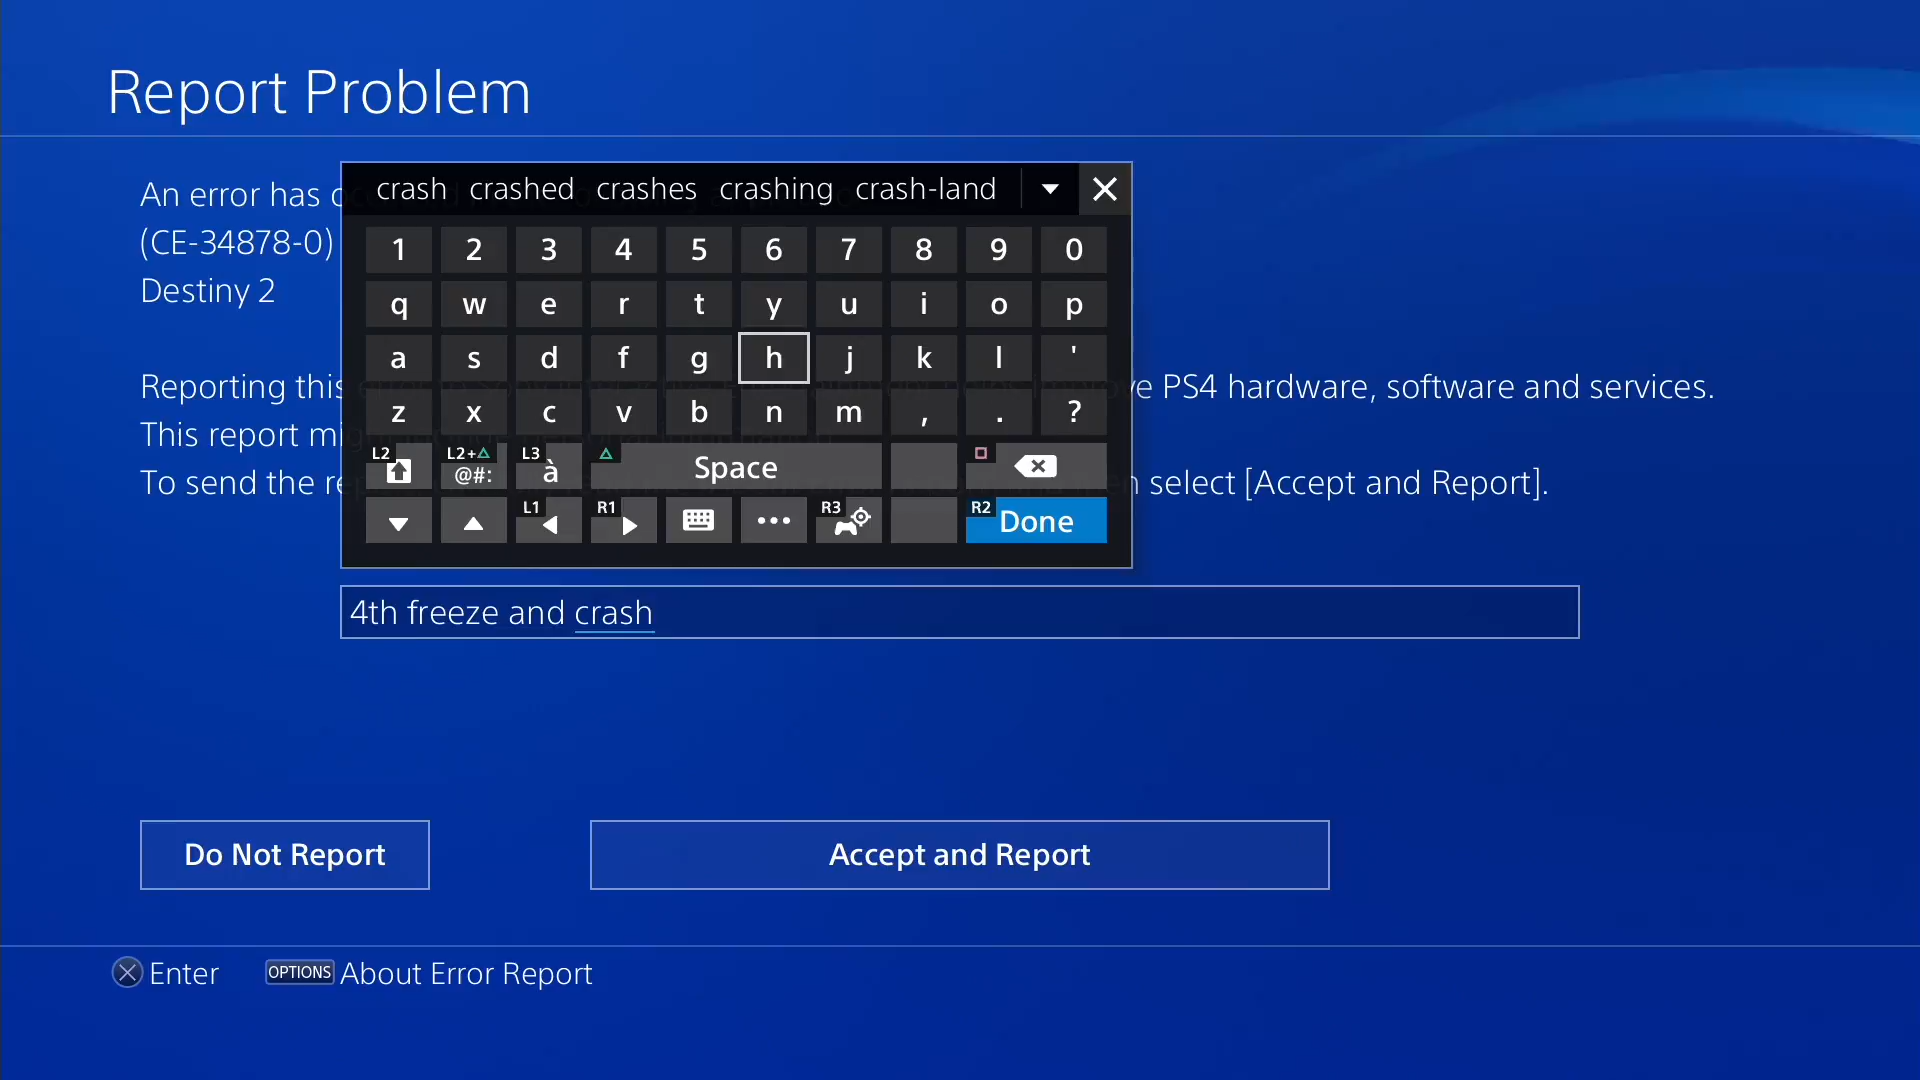 Report Problem
An error has oc
(CE-34878-0)
Destiny 2
crash crashed crashes crashing crash-land
1 2 3 4 5 6 7 8 9 0
q w e r t y u i o p
a s d f g h j k l '
z x c v b n m , . ?
L2 L2+△ @#: L3 à △ Space
▼ ▲ L1 ◀ R1 ▶ ••• R3 R2 Done
Reporting this PS4 hardware, software and services.
This report mi
To send the re select [Accept and Report].
4th freeze and crash
Do Not Report Accept and Report
Enter OPTIONS About Error Report